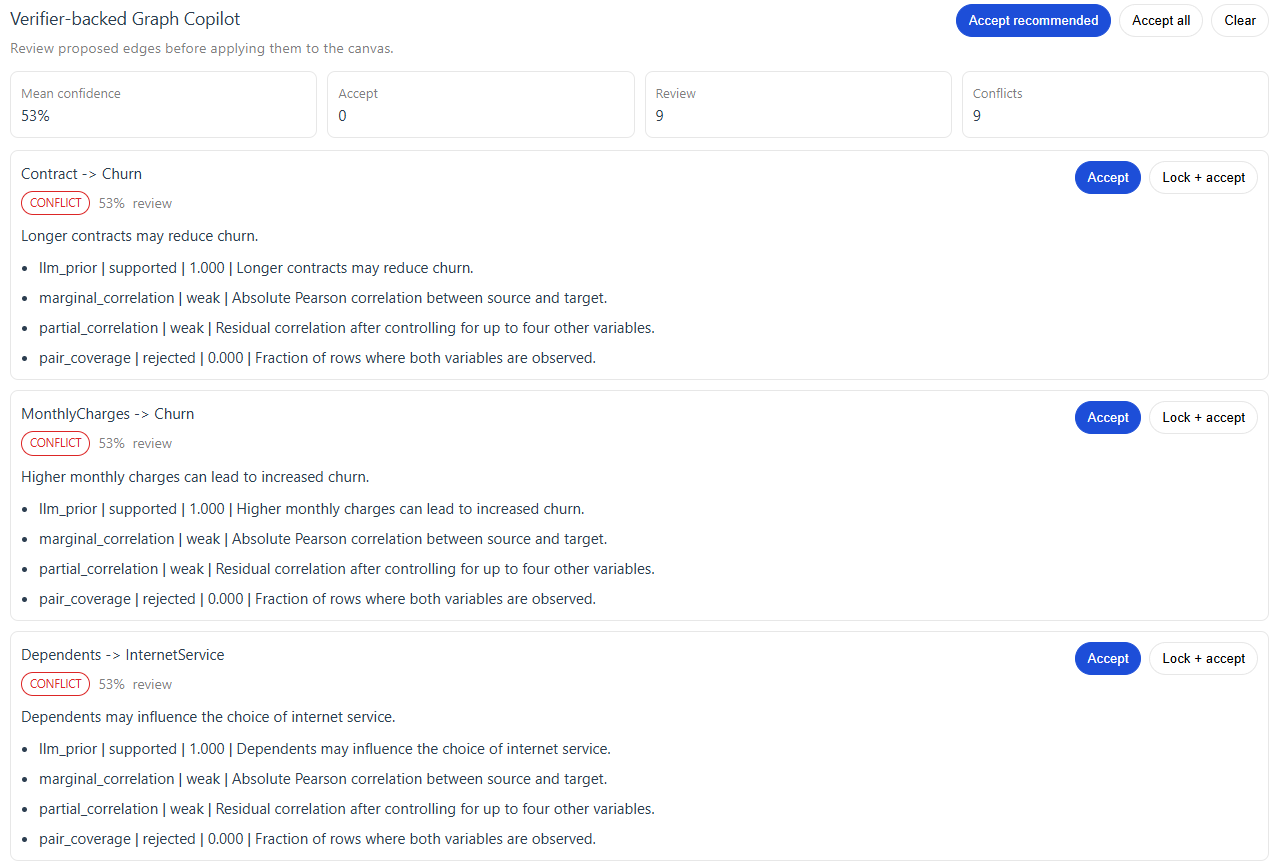 Verifier-backed Graph Copilot
Accept recommended
Accept all
Clear
Review proposed edges before applying them to the canvas.
Mean confidence
53%
Accept
0
Review
9
Conflicts
9
Contract -> Churn
Accept
Lock + accept
CONFLICT 53% review
Longer contracts may reduce churn.
• llm_prior | supported | 1.000 | Longer contracts may reduce churn.
• marginal_correlation | weak | Absolute Pearson correlation between source and target.
• partial_correlation | weak | Residual correlation after controlling for up to four other variables.
• pair_coverage | rejected | 0.000 | Fraction of rows where both variables are observed.
MonthlyCharges -> Churn
Accept
Lock + accept
CONFLICT 53% review
Higher monthly charges can lead to increased churn.
• llm_prior | supported | 1.000 | Higher monthly charges can lead to increased churn.
• marginal_correlation | weak | Absolute Pearson correlation between source and target.
• partial_correlation | weak | Residual correlation after controlling for up to four other variables.
• pair_coverage | rejected | 0.000 | Fraction of rows where both variables are observed.
Dependents -> InternetService
Accept
Lock + accept
CONFLICT 53% review
Dependents may influence the choice of internet service.
• llm_prior | supported | 1.000 | Dependents may influence the choice of internet service.
• marginal_correlation | weak | Absolute Pearson correlation between source and target.
• partial_correlation | weak | Residual correlation after controlling for up to four other variables.
• pair_coverage | rejected | 0.000 | Fraction of rows where both variables are observed.